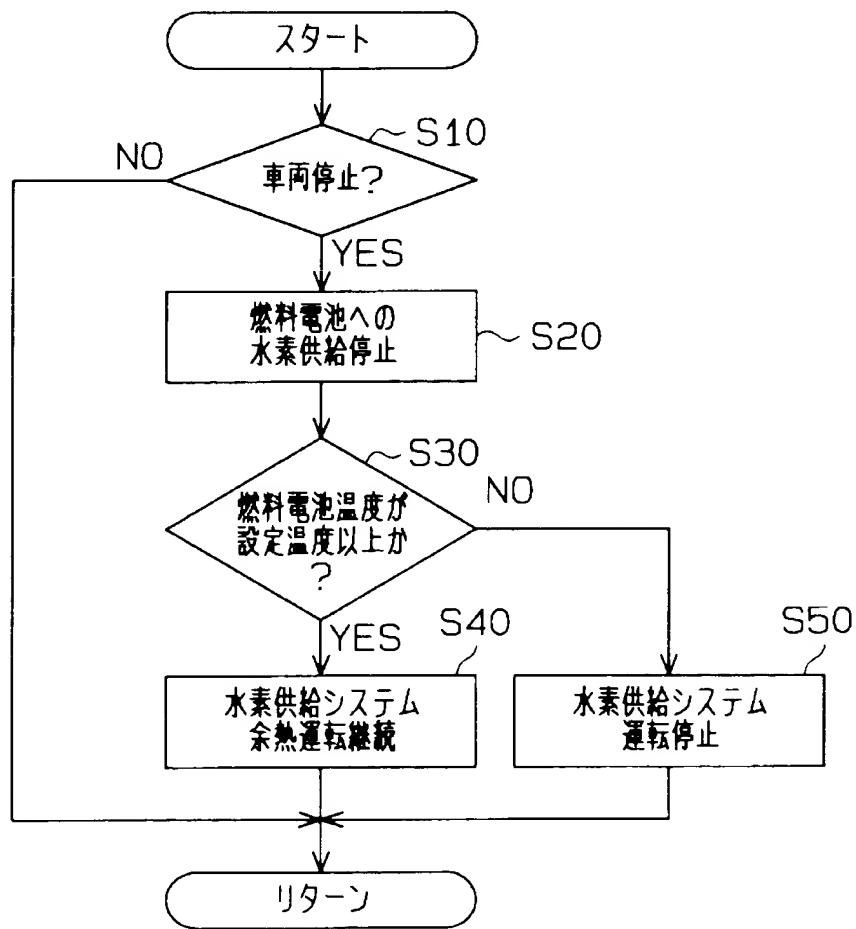 スタート
S10
NO
車両停止?
YES
燃料電池への
水素供給停止
S20
S30
NO
燃料電池温度が
設定温度以上か
?
YES
S40
S50
水素供給システム
余熱運転継続
水素供給システム
運転停止
リターン